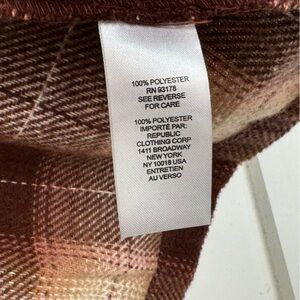 100% POLYESTER
RN 93178
SEE REVERSE
FOR CARE
100% POLYESTER
IMPORTÉ PAR:
REPUBLIC
CLOTHING CORP
1411 BROADWAY
NEW YORK
NY 10018 USA
ENTRETIEN
AU VERSO